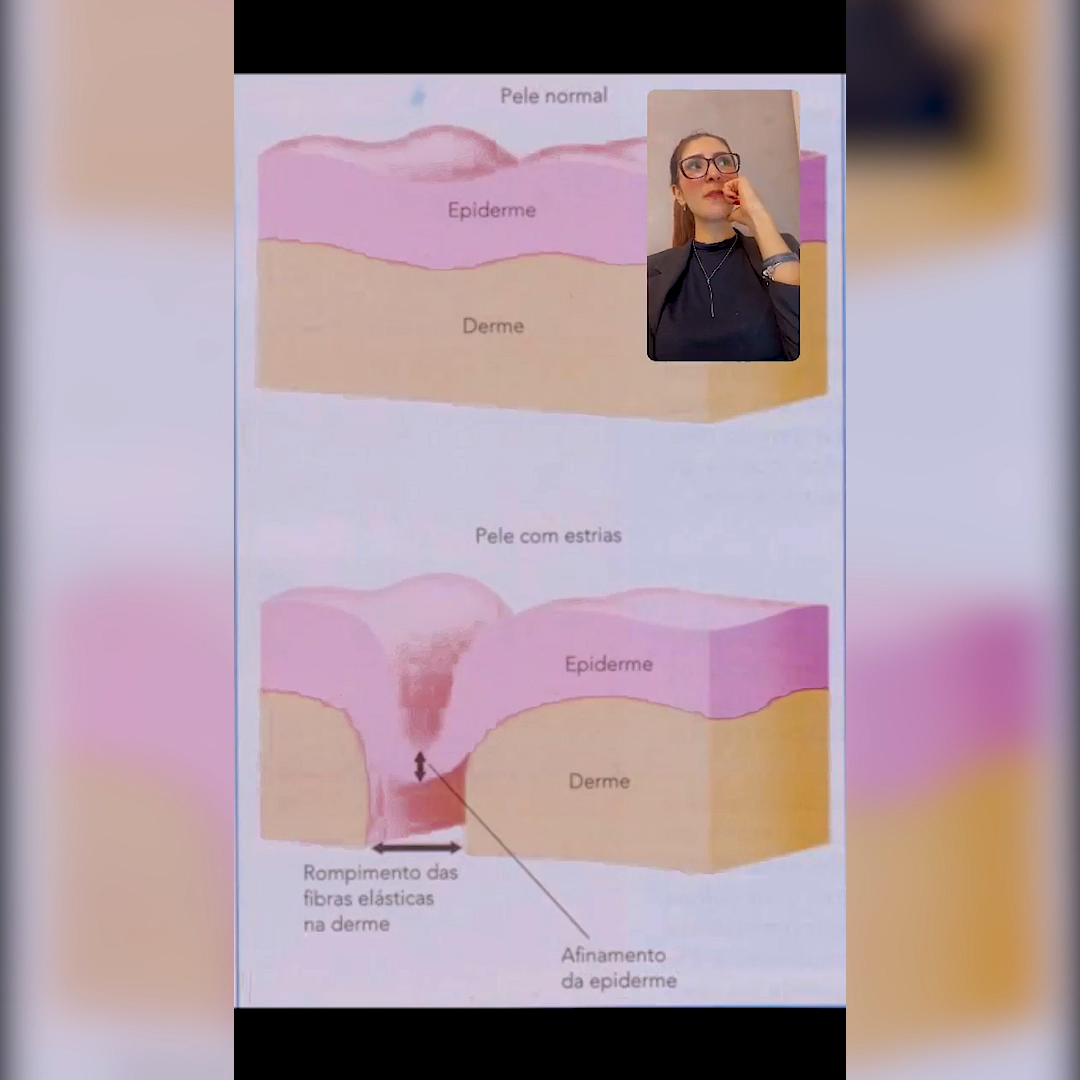 Pele normal
Epiderme
Derme
Pele com estrias
Epiderme
Derme
Rompimento das
fibras elásticas
na derme
Afinamento
da epiderme